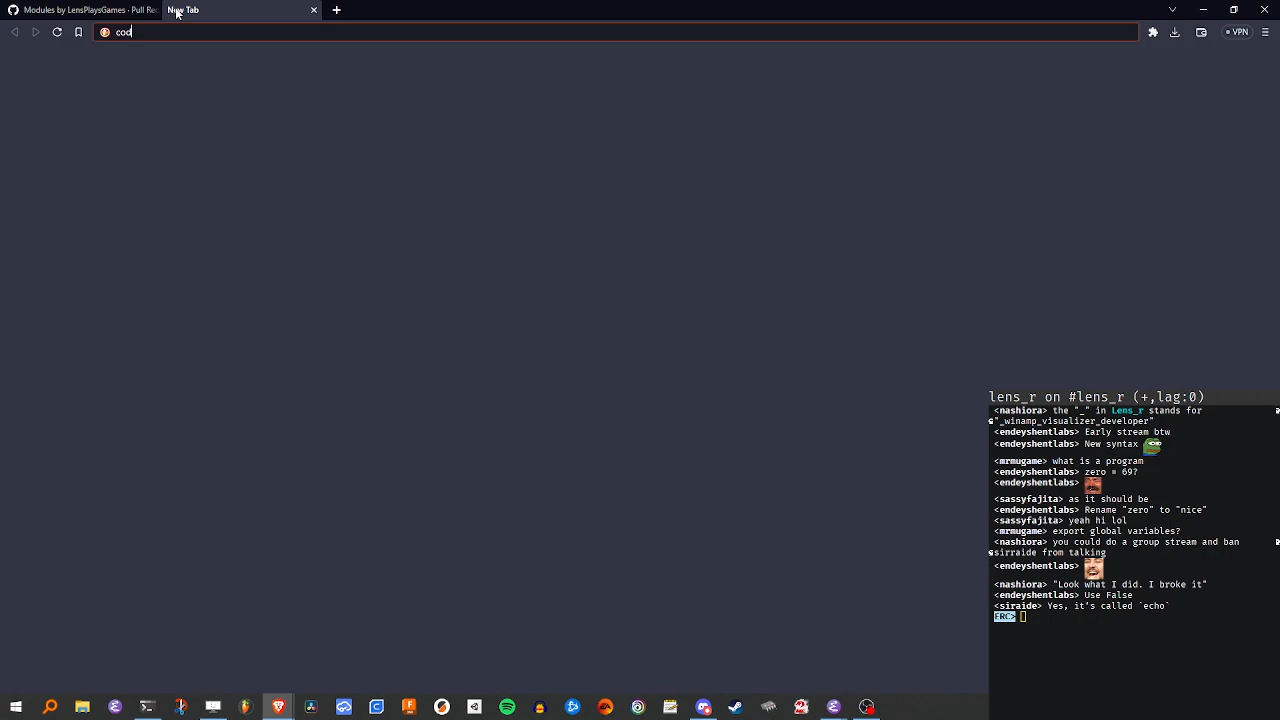 Modules by LensPlaysGames · Pull Rec
New Tab
cod
VPN
lens_r on #lens_r (+,lag:0)
<nashiora> the "_" in Lens_r stands for
"_winamp_visualizer_developer"
<endeyshentlabs> Early stream btw
<endeyshentlabs> New syntax
<mrmugame> what is a program
<endeyshentlabs> zero = 69?
<endeyshentlabs>
<sassyfajita> as it should be
<endeyshentlabs> Rename "zero" to "nice"
<sassyfajita> yeah hi lol
<mrmugame> export global variables?
<nashiora> you could do a group stream and ban
sirraide from talking
<endeyshentlabs>
<nashiora> "Look what I did. I broke it"
<endeyshentlabs> Use False
<siraide> Yes, it's called `echo`
ERC>